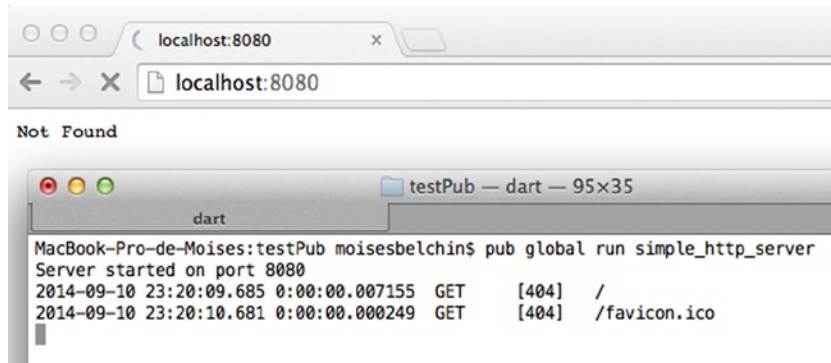 localhost:8080
localhost:8080
Not Found
testPub — dart — 95×35
dart
MacBook-Pro-de-Moises:testPub moisesbelchin$ pub global run simple_http_server
Server started on port 8080
2014-09-10 23:20:09.685 0:00:00.007155 GET [404] /
2014-09-10 23:20:10.681 0:00:00.000249 GET [404] /favicon.ico